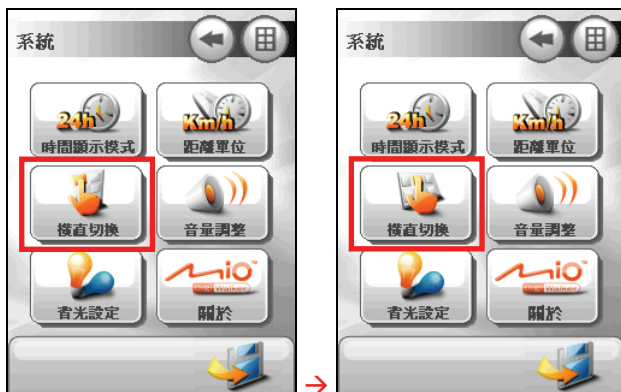 系統
24h
Km/h
時間顯示模式
距離單位
橫直切換
音量調整
背光設定
Mio
DigiWalker
關於
→
系統
24h
Km/h
時間顯示模式
距離單位
橫直切換
音量調整
背光設定
Mio
DigiWalker
關於